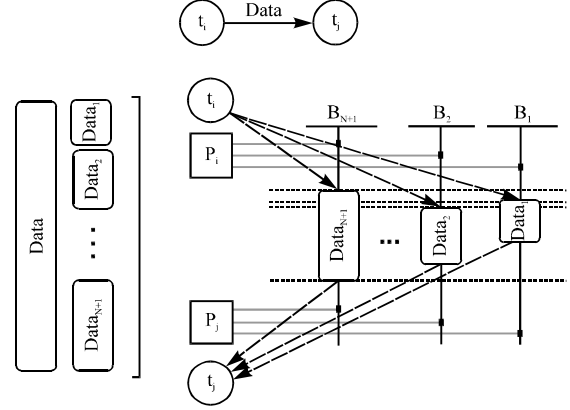 t_i Data t_j
Data
Data_1
Data_2
...
Data_N+1
t_i
B_N+1 B_2 B_1
P_i
Data_N+1 ... Data_2 Data_1
P_j
t_j